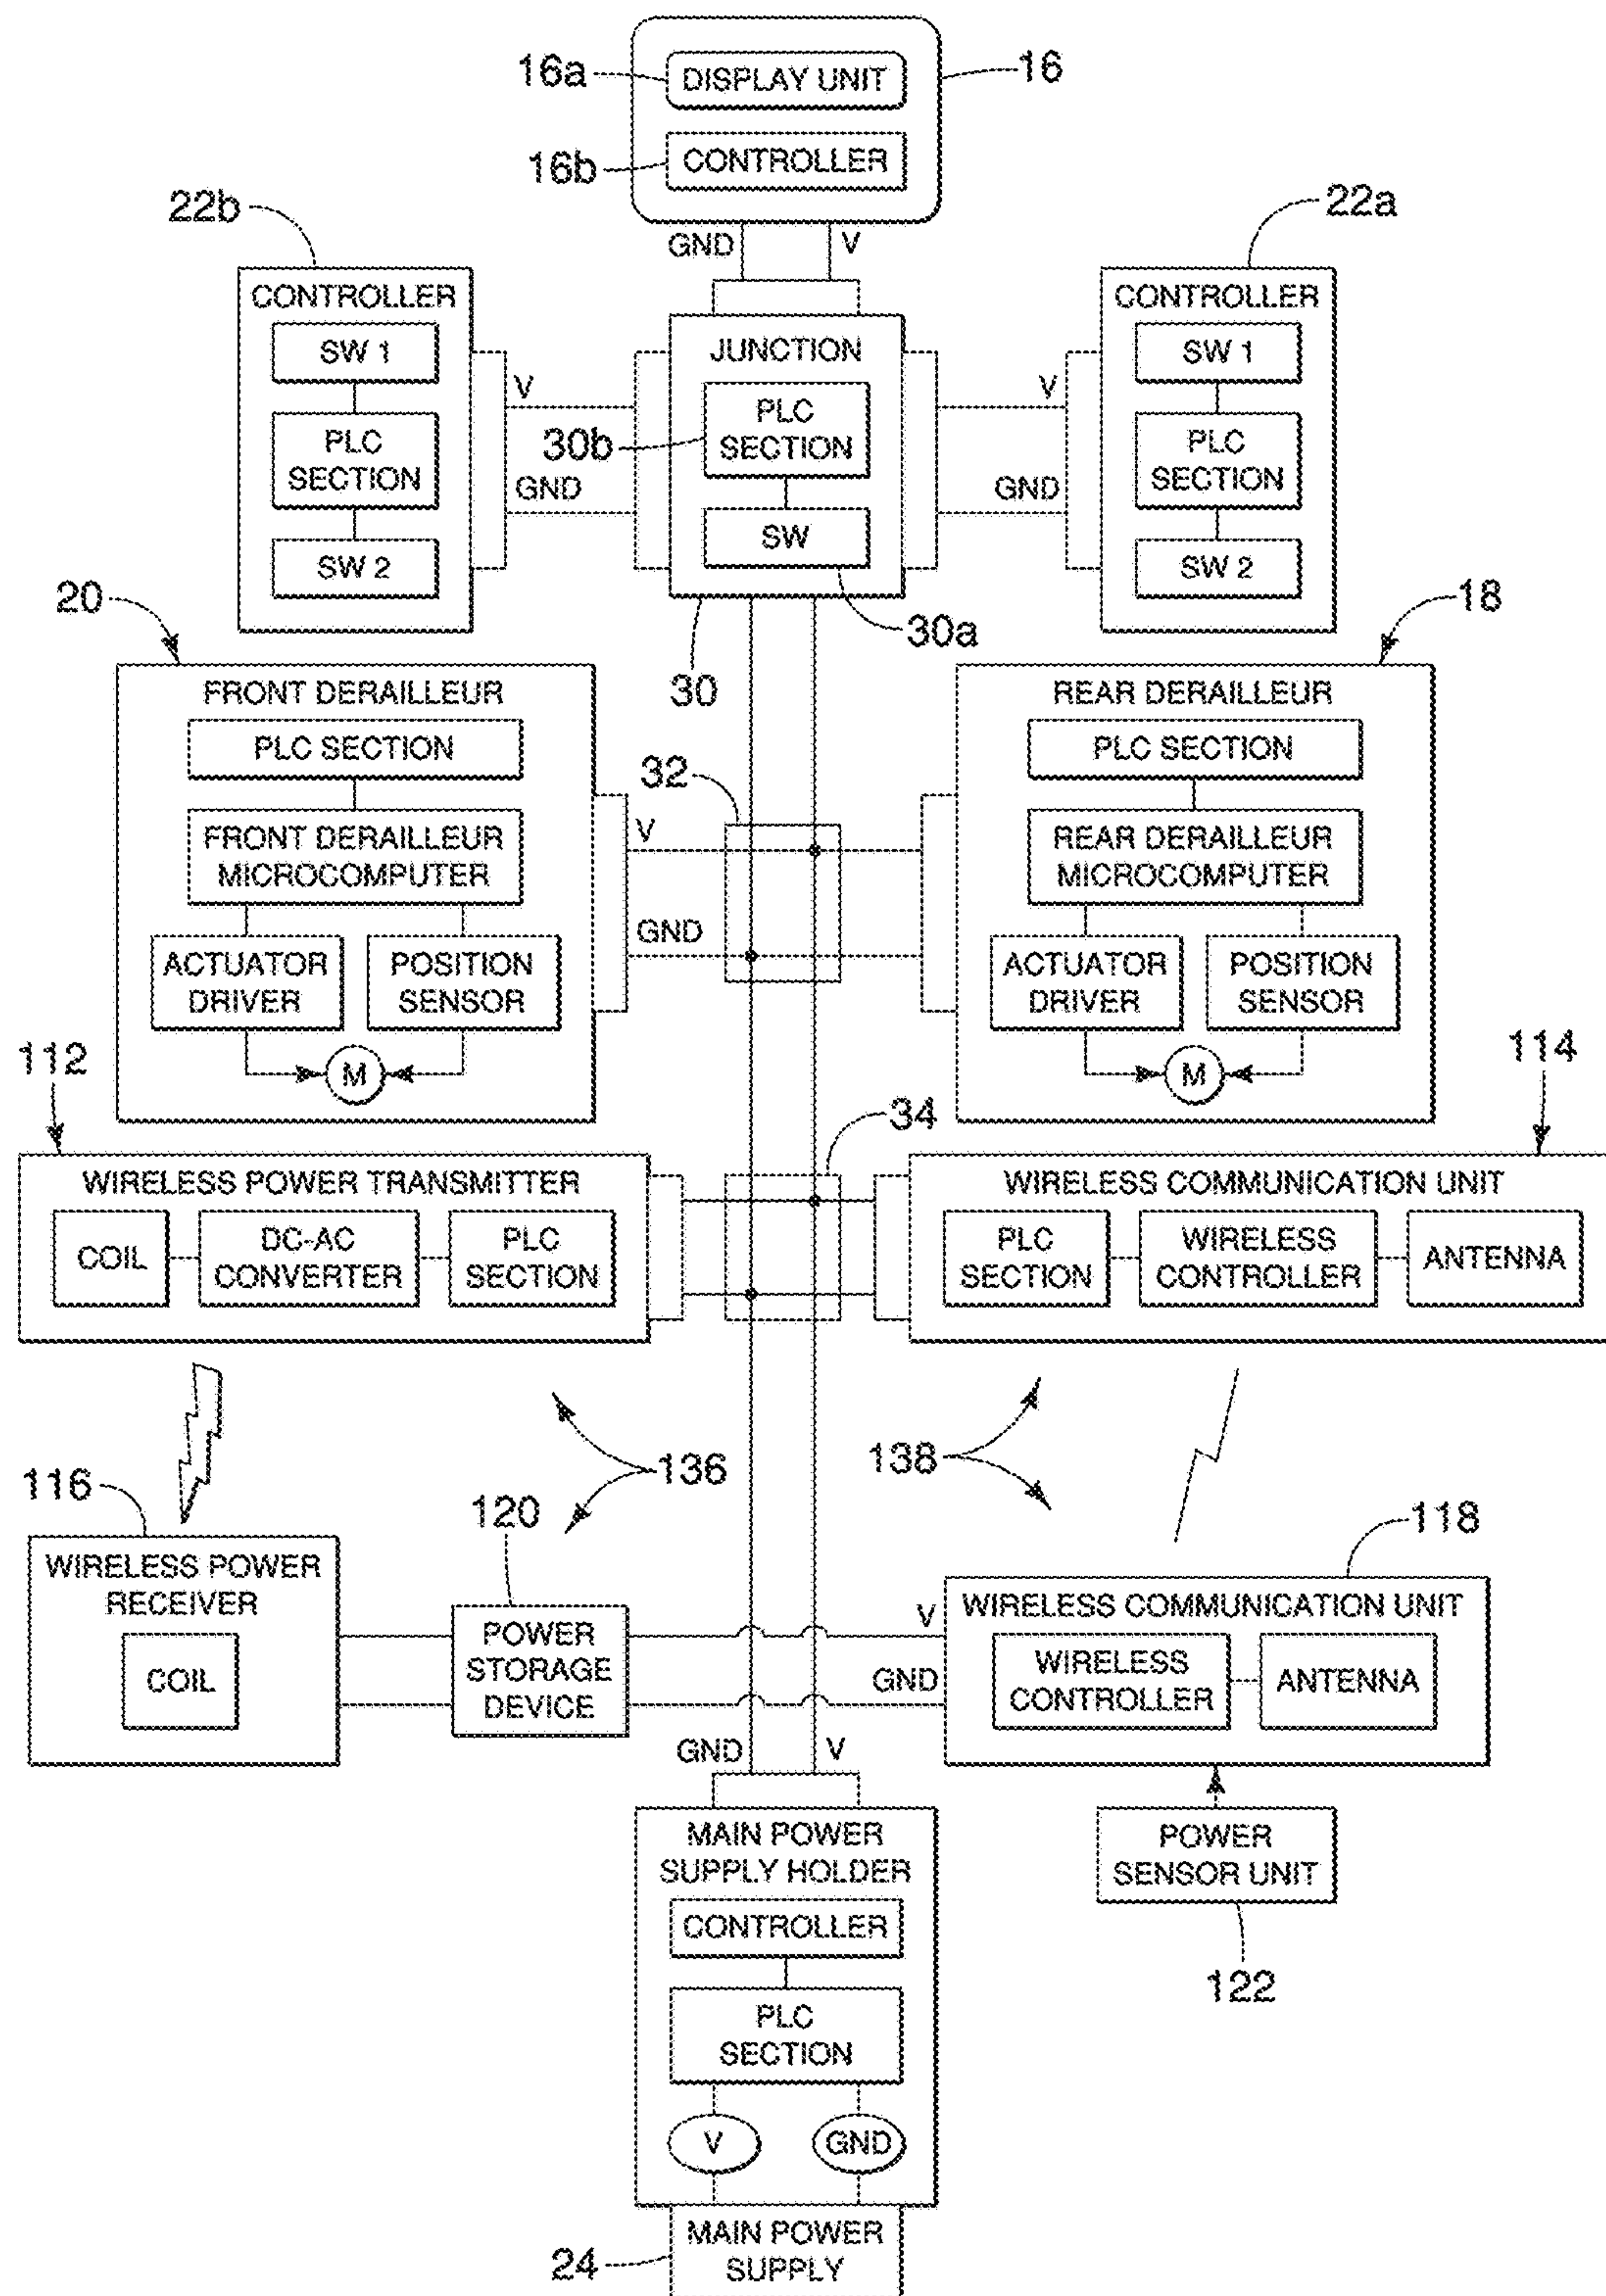 16a
DISPLAY UNIT
16
16b
CONTROLLER
22b
22a
GND
V
CONTROLLER
SW 1
PLC
SECTION
SW 2
V
GND
JUNCTION
PLC
SECTION
30b
SW
30a
30
V
GND
CONTROLLER
SW 1
PLC
SECTION
SW 2
20
18
FRONT DERAILLEUR
PLC SECTION
FRONT DERAILLEUR
MICROCOMPUTER
ACTUATOR
DRIVER
POSITION
SENSOR
M
32
V
GND
REAR DERAILLEUR
PLC SECTION
REAR DERAILLEUR
MICROCOMPUTER
ACTUATOR
DRIVER
POSITION
SENSOR
M
112
34
114
WIRELESS POWER TRANSMITTER
COIL
DC-AC
CONVERTER
PLC
SECTION
WIRELESS COMMUNICATION UNIT
PLC
SECTION
WIRELESS
CONTROLLER
ANTENNA
136
138
116
120
118
WIRELESS POWER
RECEIVER
COIL
POWER
STORAGE
DEVICE
V
GND
WIRELESS COMMUNICATION UNIT
WIRELESS
CONTROLLER
ANTENNA
GND
V
MAIN POWER
SUPPLY HOLDER
CONTROLLER
PLC
SECTION
V
GND
POWER
SENSOR UNIT
122
24
MAIN POWER
SUPPLY